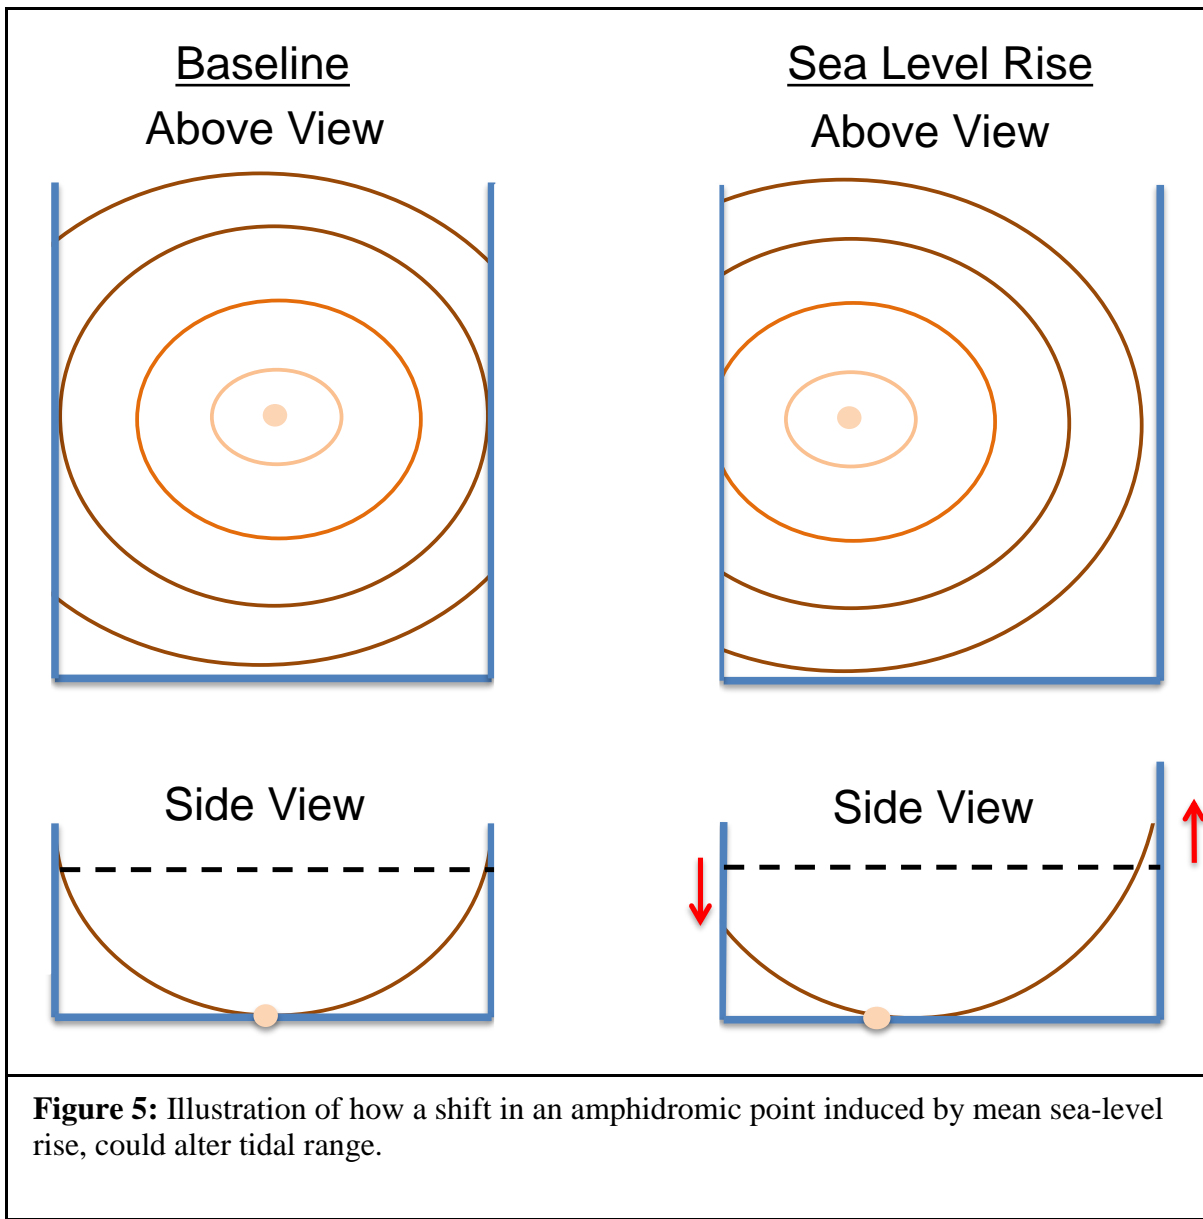 Baseline
Above View
Sea Level Rise
Above View
Side View
Side View
Figure 5: Illustration of how a shift in an amphidromic point induced by mean sea-level
rise, could alter tidal range.